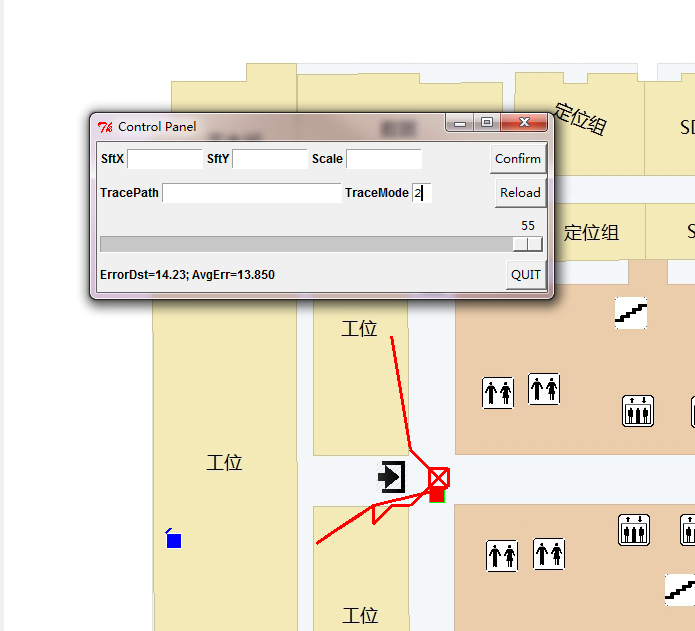 定位组
SD
Control Panel
SftX SftY Scale Confirm
TracePath TraceMode 2 Reload
55
ErrorDst=14.23; AvgErr=13.850 QUIT
定位组
S
工位
工位
工位